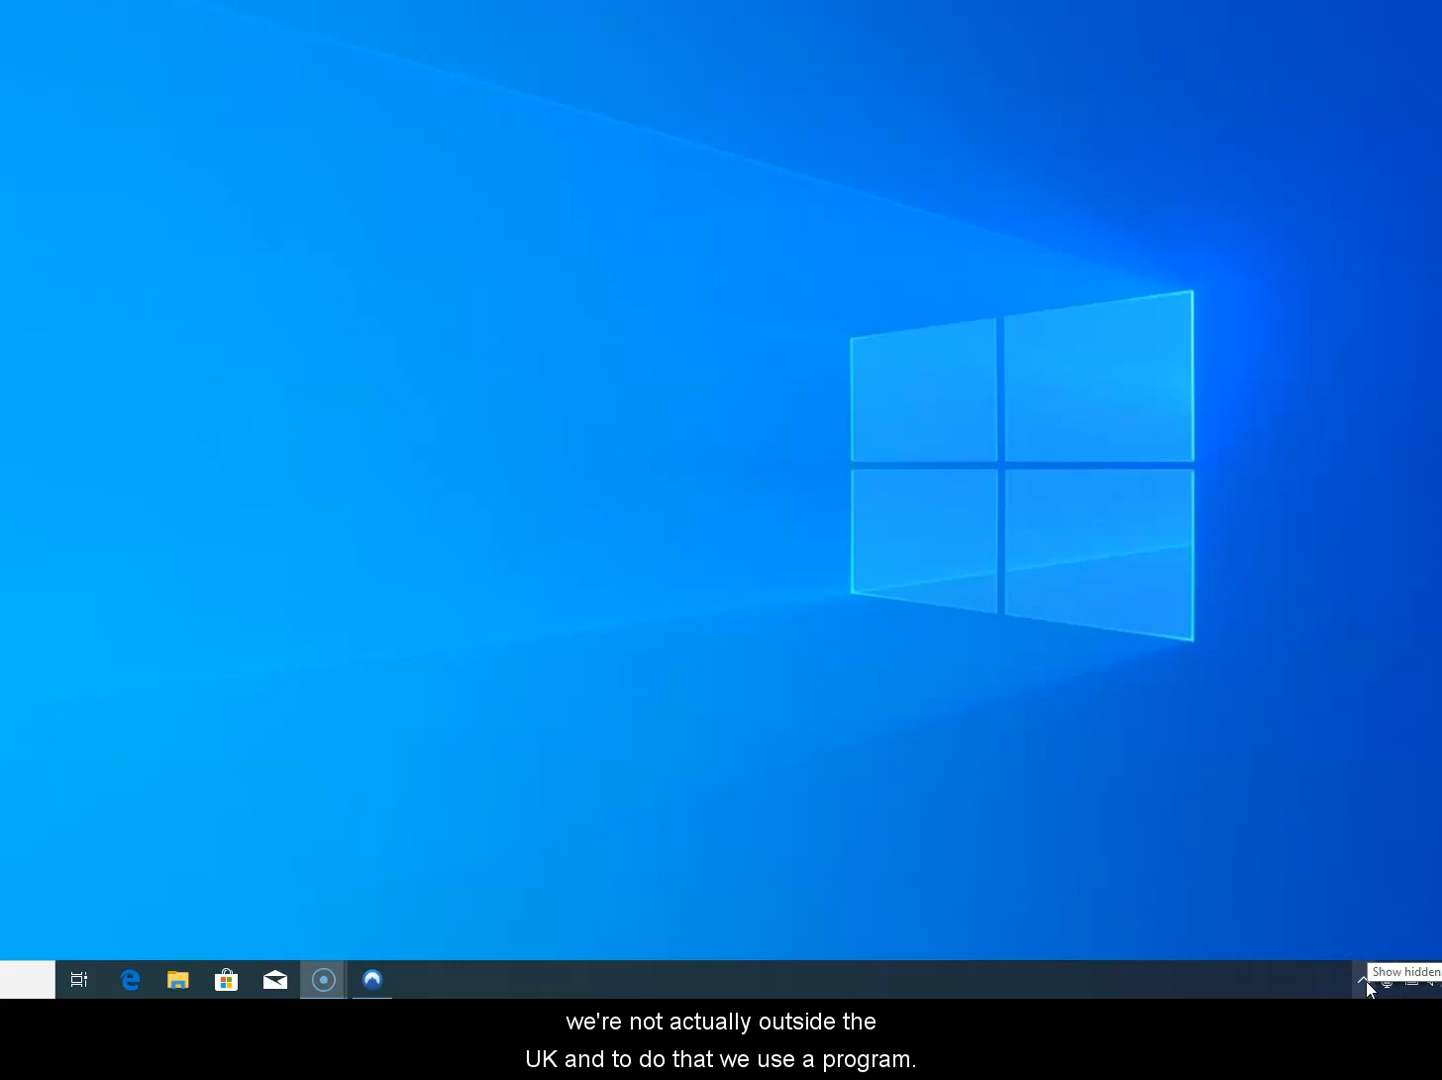 Show hidden
we're not actually outside the
UK and to do that we use a program.